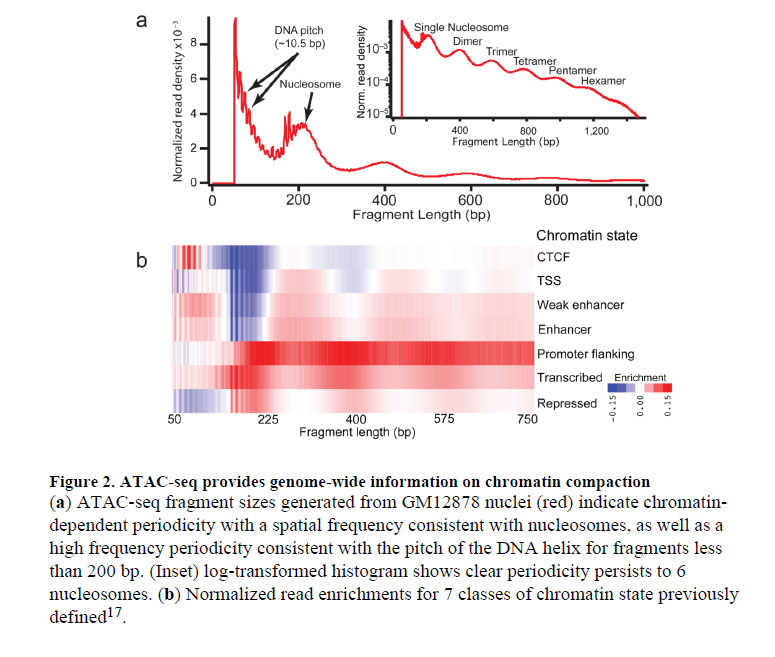 a
Normalized read density x10⁻³
8
6
4
2
0
DNA pitch
(~10.5 bp)
Nucleosome
0 200 400 600 800 1,000
Fragment Length (bp)
Norm. read density
10⁻³
10⁻⁴
10⁻⁵
Single Nucleosome
Dimer
Trimer
Tetramer
Pentamer
Hexamer
0 400 800 1,200
Fragment Length (bp)
b
Chromatin state
CTCF
TSS
Weak enhancer
Enhancer
Promoter flanking
Transcribed
Repressed
Enrichment
-0.15 0.00 0.15
50 225 400 575 750
Fragment length (bp)
Figure 2. ATAC-seq provides genome-wide information on chromatin compaction
(a) ATAC-seq fragment sizes generated from GM12878 nuclei (red) indicate chromatin-
dependent periodicity with a spatial frequency consistent with nucleosomes, as well as a
high frequency periodicity consistent with the pitch of the DNA helix for fragments less
than 200 bp. (Inset) log-transformed histogram shows clear periodicity persists to 6
nucleosomes. (b) Normalized read enrichments for 7 classes of chromatin state previously
defined¹⁷.